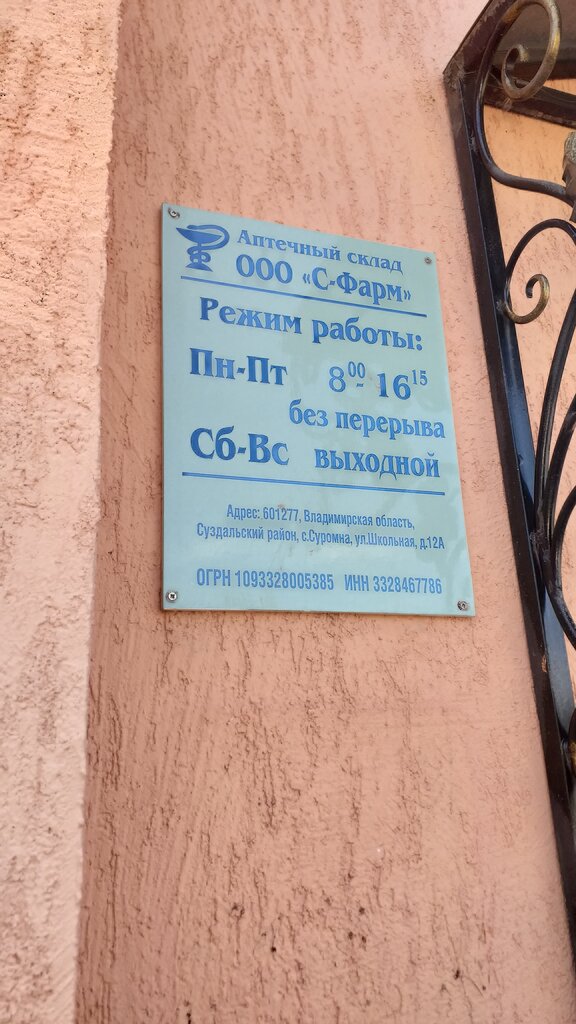 Аптечный склад
ООО «С-Фарм»
Режим работы:
Пн-Пт 8⁰⁰ - 16¹⁵
без перерыва
Сб-Вс выходной
Адрес: 601277, Владимирская область,
Суздальский район, с.Суромна, ул.Школьная, д.12А
ОГРН 1093328005385 ИНН 3328467786